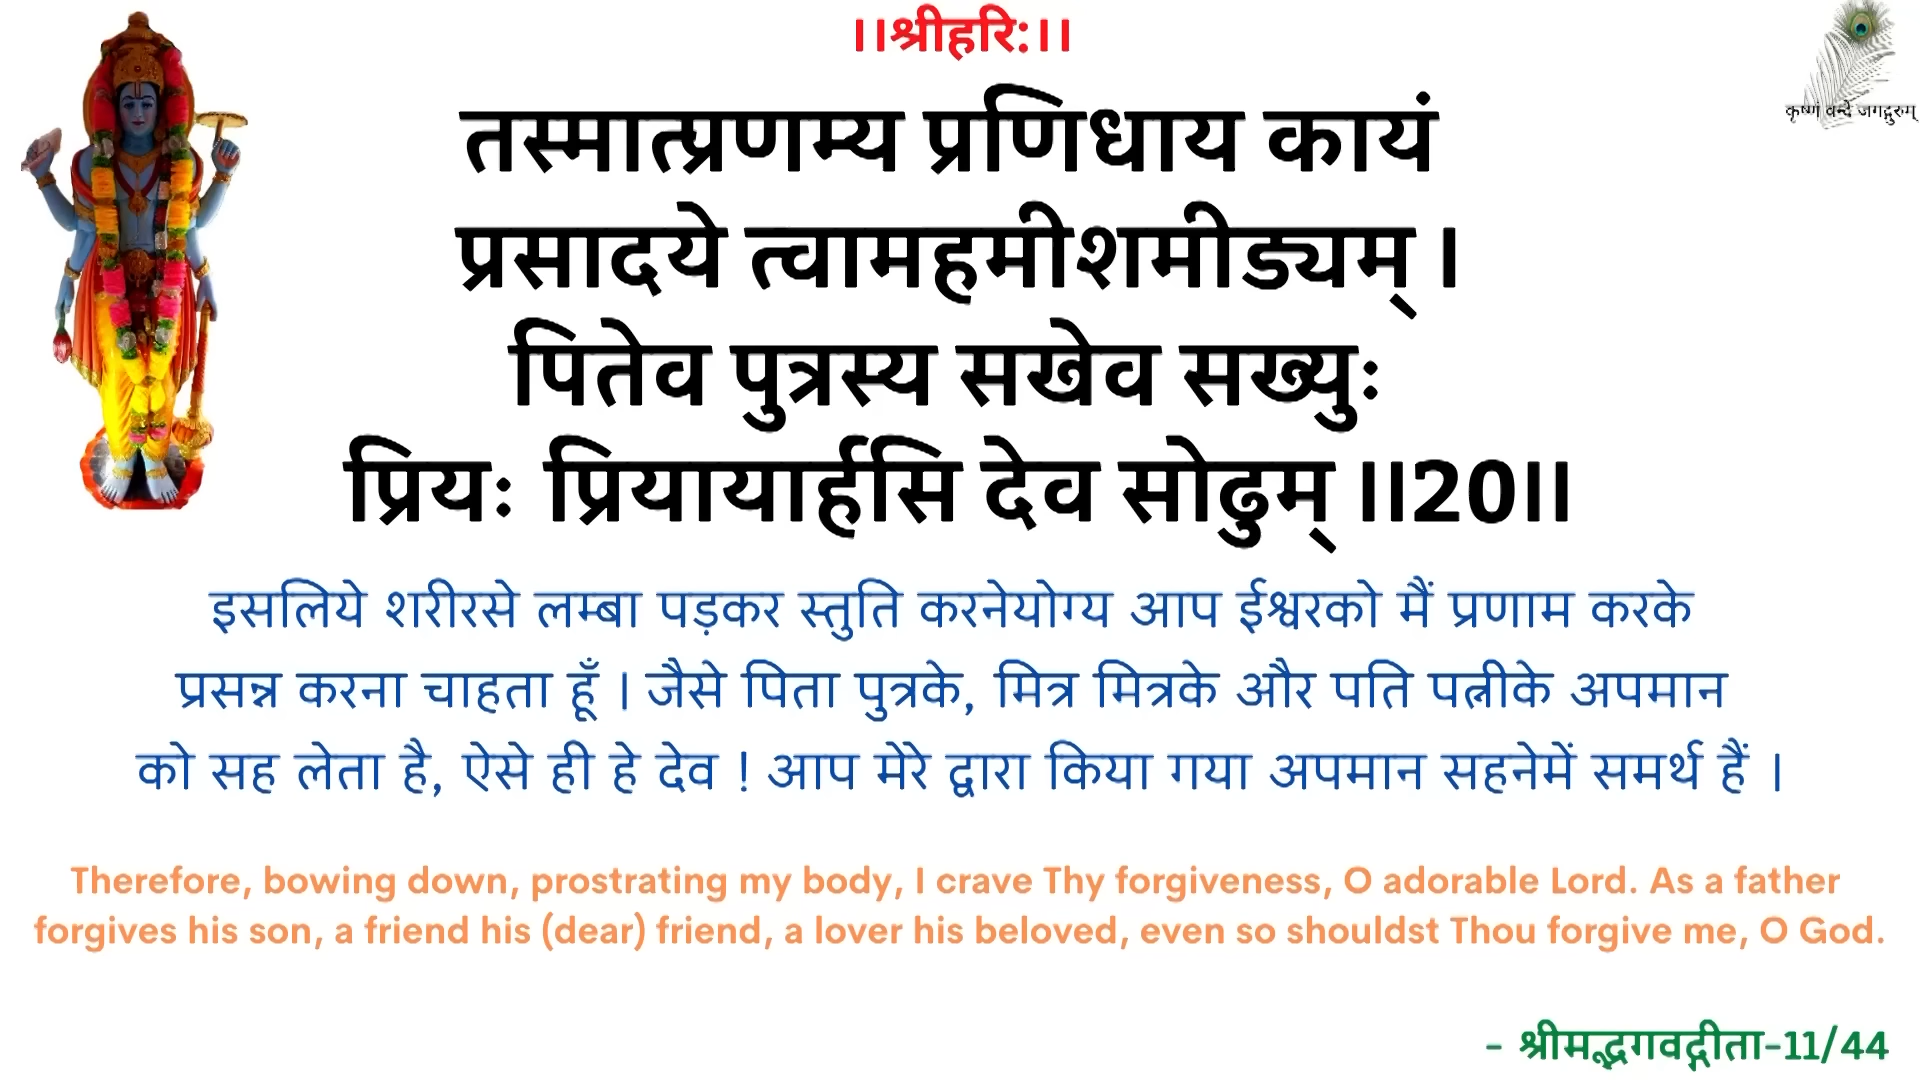 ।।श्रीहरि:।।
कृष्णं वन्दे जगद्गुरुम्
तस्मात्प्रणम्य प्रणिधाय कायं
प्रसादये त्वामहमीशमीड्यम् ।
पितेव पुत्रस्य सखेव सख्युः
प्रियः प्रियायार्हसि देव सोढुम् ।।20।।
इसलिये शरीरसे लम्बा पड़कर स्तुति करनेयोग्य आप ईश्वरको मैं प्रणाम करके
प्रसन्न करना चाहता हूँ । जैसे पिता पुत्रके, मित्र मित्रके और पति पत्नीके अपमान
को सह लेता है, ऐसे ही हे देव ! आप मेरे द्वारा किया गया अपमान सहनेमें समर्थ हैं ।
Therefore, bowing down, prostrating my body, I crave Thy forgiveness, O adorable Lord. As a father
forgives his son, a friend his (dear) friend, a lover his beloved, even so shouldst Thou forgive me, O God.
- श्रीमद्भगवद्गीता-11/44